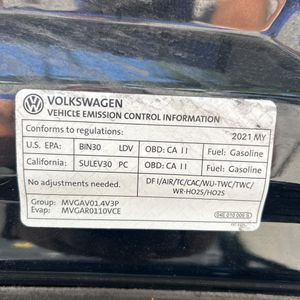 VOLKSWAGEN
VEHICLE EMISSION CONTROL INFORMATION
Conforms to regulations: 2021 MY
U.S. EPA: BIN30 LDV OBD: CA II Fuel: Gasoline
California: SULEV30 PC OBD: CA II Fuel: Gasoline
No adjustments needed. DFI/AIR/TC/CAC/WU-TWC/TWC/
WR-HO2S/HO2S
Group: MVGAV01.4V3P
Evap: MVGAR0110VCE